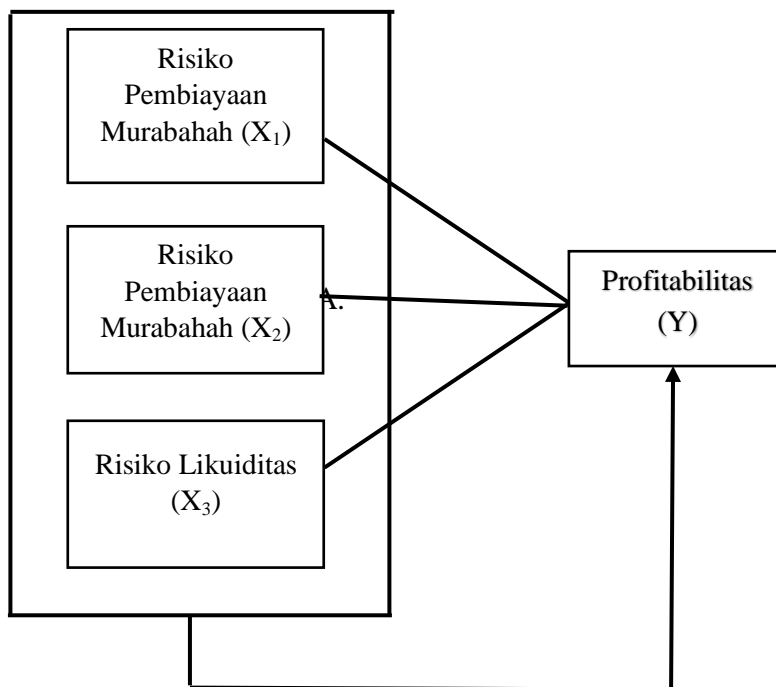 Risiko
Pembiayaan
Murabahah (X₁)
Risiko
Pembiayaan
Murabahah (X₂)
A.
Risiko Likuiditas
(X₃)
Profitabilitas
(Y)